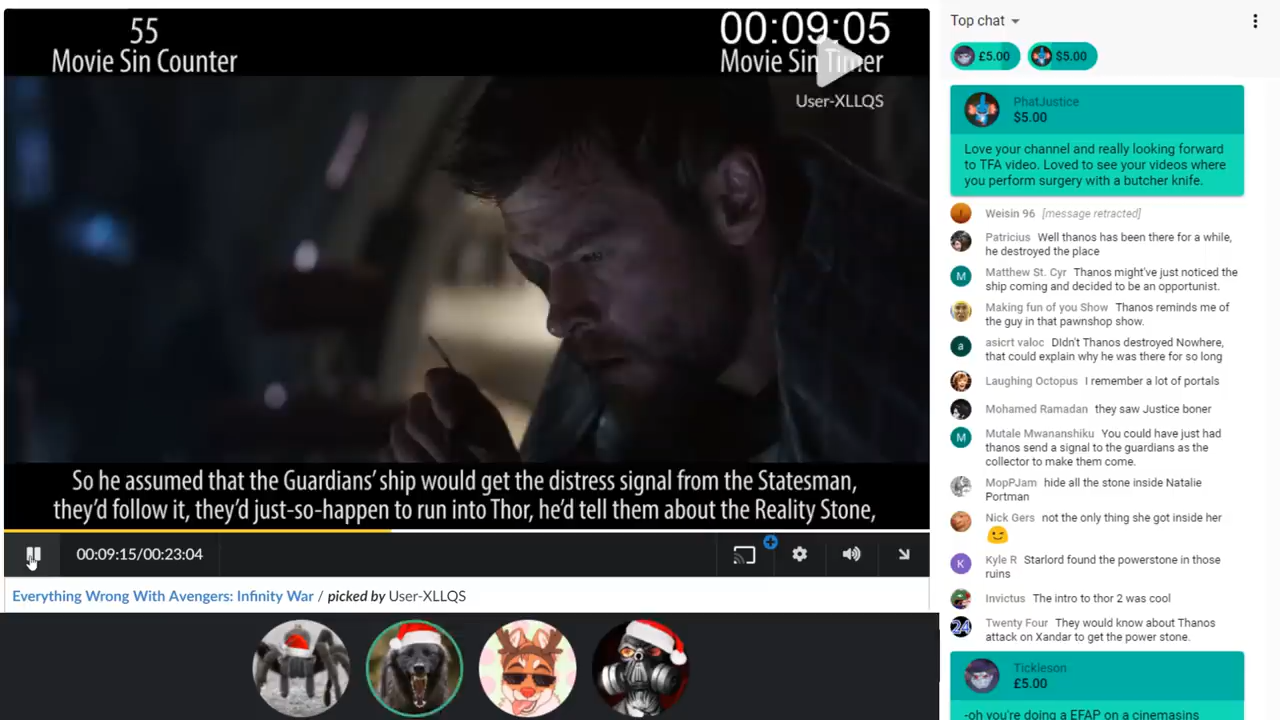 55
Movie Sin Counter
00:09:05
Movie Sin Timer
User-XLLQS
So he assumed that the Guardians' ship would get the distress signal from the Statesman,
they'd follow it, they'd just-so-happen to run into Thor, he'd tell them about the Reality Stone,
00:09:15/00:23:04
Everything Wrong With Avengers: Infinity War / picked by User-XLLQS
Top chat
£5.00
$5.00
PhatJustice
$5.00
Love your channel and really looking forward
to TFA video. Loved to see your videos where
you perform surgery with a butcher knife.
Weisin 96 [message retracted]
Patricius Well thanos has been there for a while,
he destroyed the place
M Matthew St. Cyr Thanos might've just noticed the
ship coming and decided to be an opportunist.
Making fun of you Show Thanos reminds me of
the guy in that pawnshop show.
a asicrt valoc DIdn't Thanos destroyed Nowhere,
that could explain why he was there for so long
Laughing Octopus I remember a lot of portals
Mohamed Ramadan they saw Justice boner
M Mutale Mwananshiku You could have just had
thanos send a signal to the guardians as the
collector to make them come.
MopPJam hide all the stone inside Natalie
Portman
Nick Gers not the only thing she got inside her
😉
K Kyle R Starlord found the powerstone in those
ruins
Invictus The intro to thor 2 was cool
24 Twenty Four They would know about Thanos
attack on Xandar to get the power stone.
Tickleson
£5.00
-oh you're doing a EFAP on a cinemasins